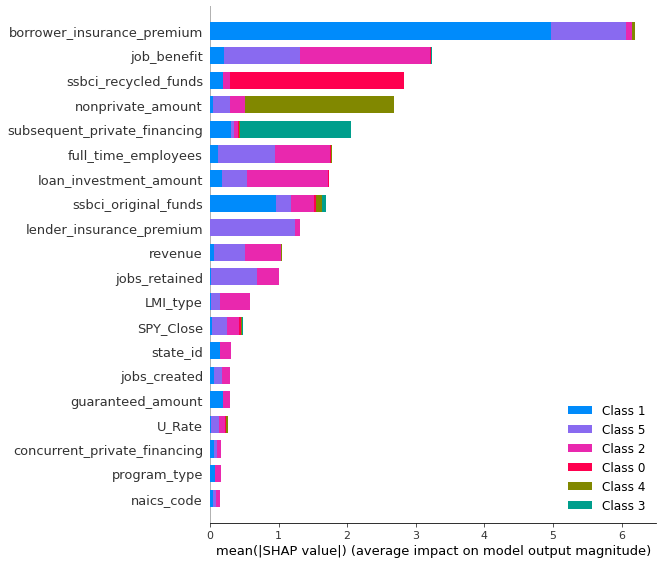 borrower_insurance_premium
job_benefit
ssbci_recycled_funds
nonprivate_amount
subsequent_private_financing
full_time_employees
loan_investment_amount
ssbci_original_funds
lender_insurance_premium
revenue
jobs_retained
LMI_type
SPY_Close
state_id
jobs_created
guaranteed_amount
U_Rate
concurrent_private_financing
program_type
naics_code
Class 1
Class 5
Class 2
Class 0
Class 4
Class 3
0 1 2 3 4 5 6
mean(|SHAP value|) (average impact on model output magnitude)